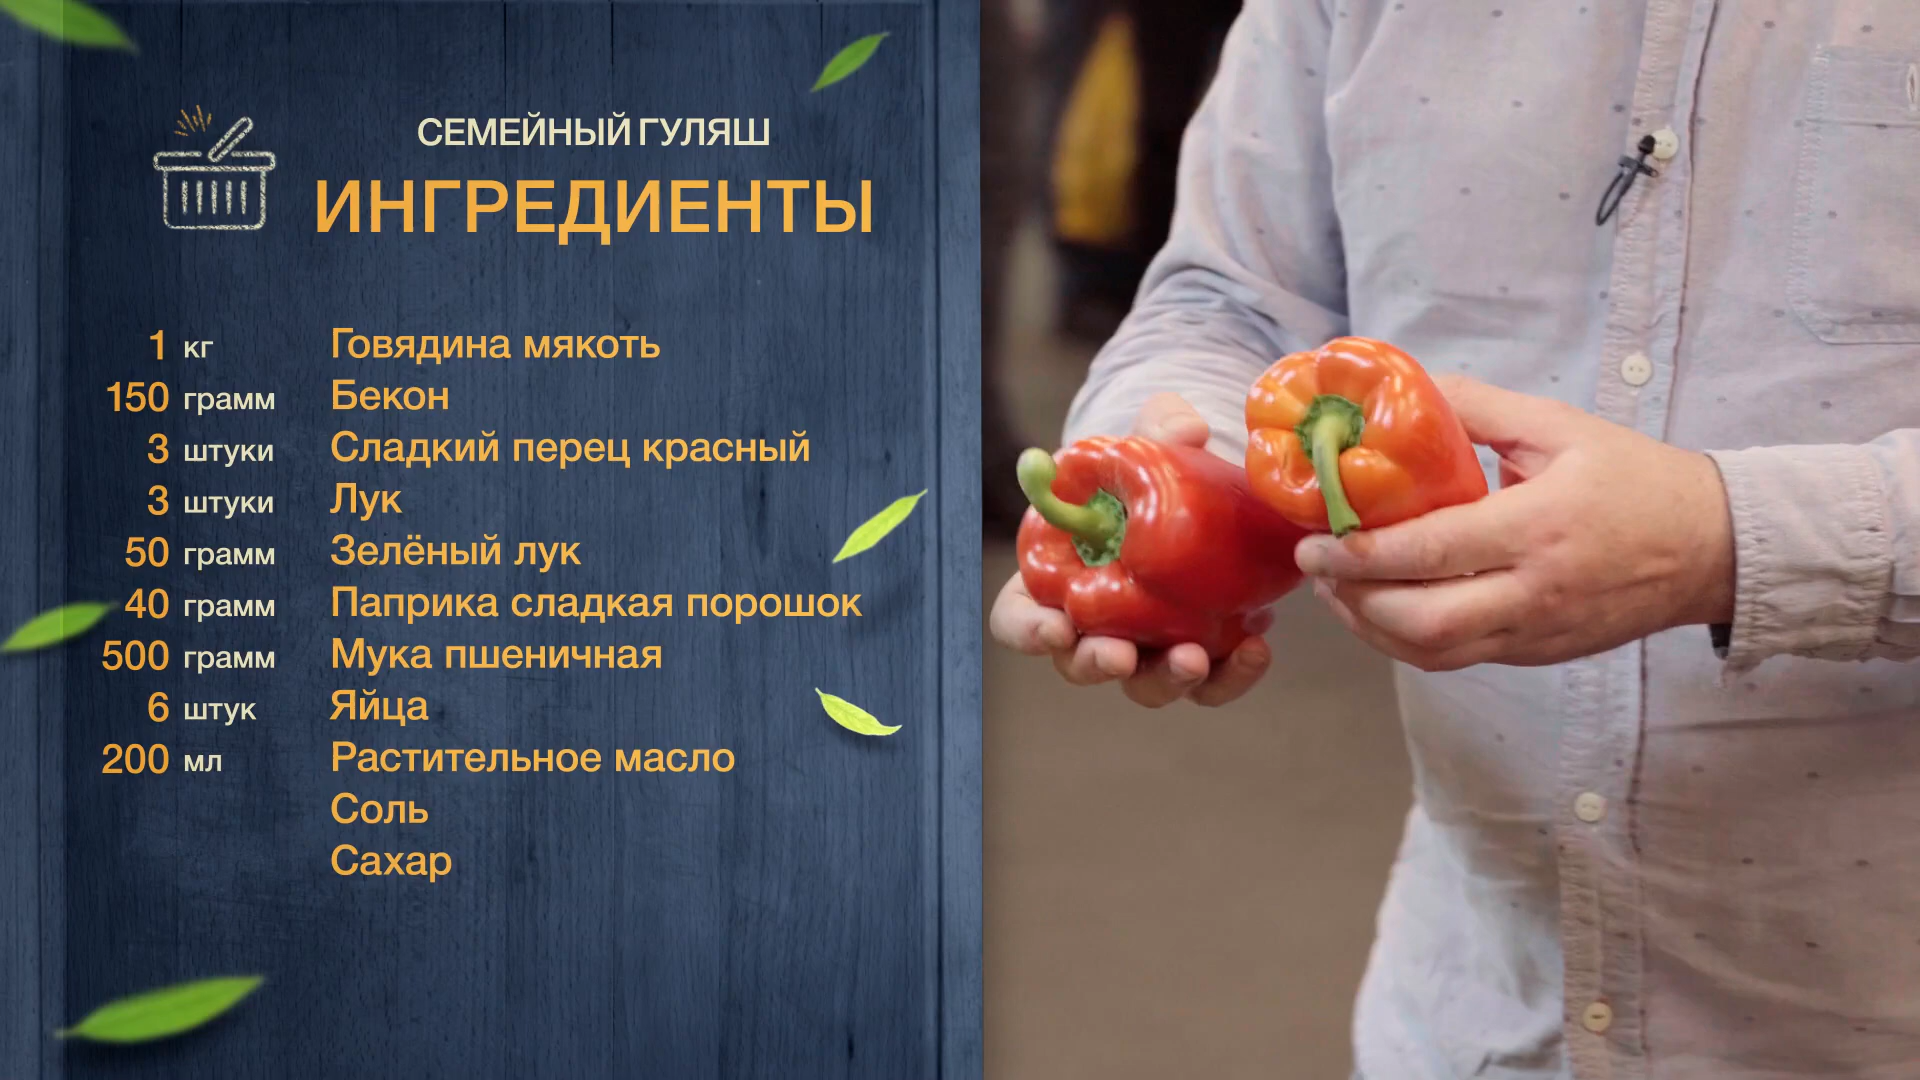 СЕМЕЙНЫЙ ГУЛЯШ
ИНГРЕДИЕНТЫ
1 кг Говядина мякоть
150 грамм Бекон
3 штуки Сладкий перец красный
3 штуки Лук
50 грамм Зелёный лук
40 грамм Паприка сладкая порошок
500 грамм Мука пшеничная
6 штук Яйца
200 мл Растительное масло
Соль
Сахар